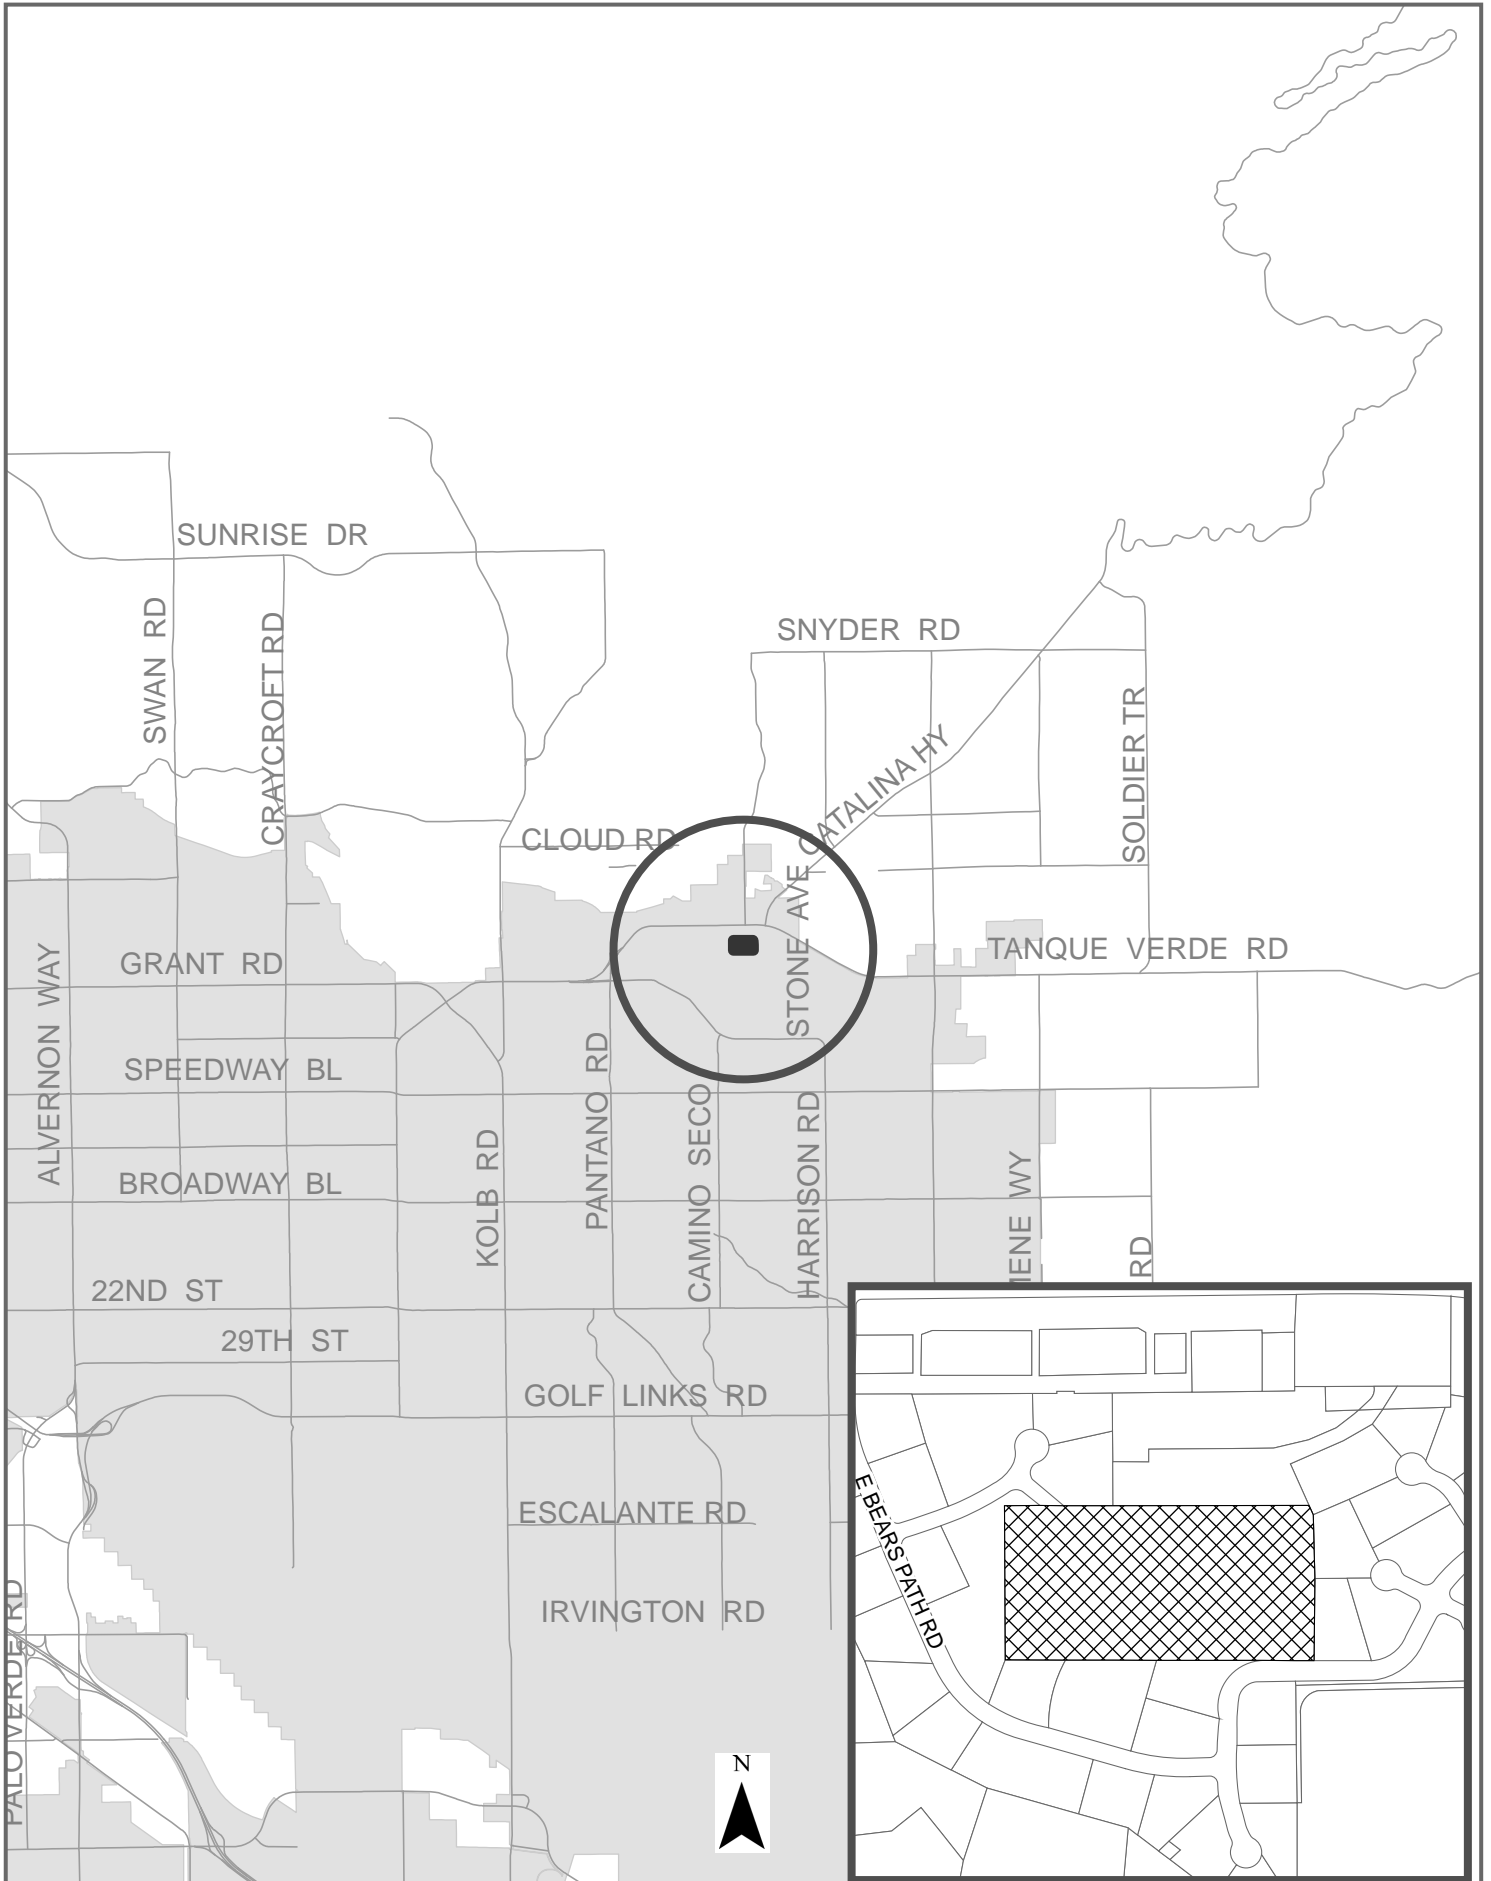 SUNRISE DR
SWAN RD
CRAYCROFT RD
SNYDER RD
SOLDIER TR
CATALINA HY
CLOUD RD
STONE AVE
TANQUE VERDE RD
GRANT RD
ALVERNON WAY
SPEEDWAY BL
PANTANO RD
CAMINO SECO
HARRISON RD
KOLB RD
BROADWAY BL
RD
22ND ST
29TH ST
GOLF LINKS RD
ESCALANTE RD
IRVINGTON RD
PALO VERDE RD
E BEARS PATH RD
N
WY